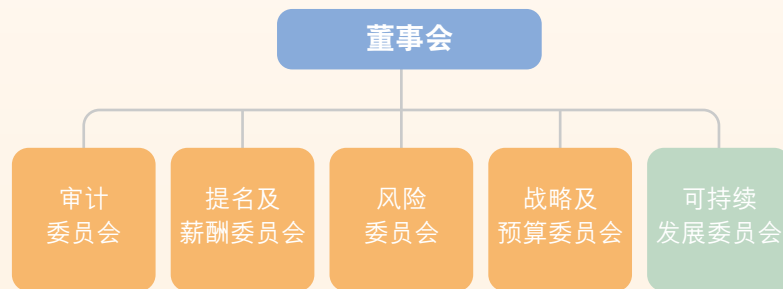 董事会
审计
委员会
提名及
薪酬委员会
风险
委员会
战略及
预算委员会
可持续
发展委员会